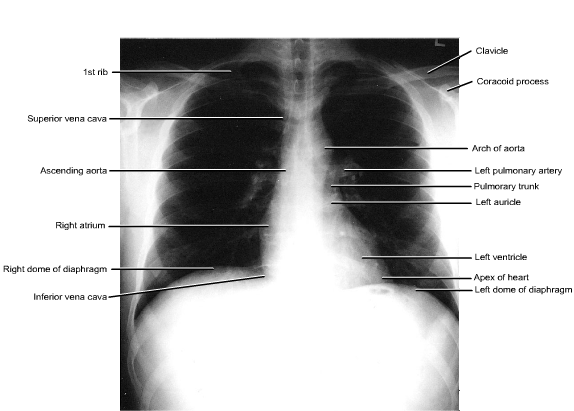 Clavicle
1st rib
Coracoid process
Superior vena cava
Arch of aorta
Ascending aorta
Left pulmonary artery
Pulmorary trunk
Left auricle
Right atrium
Left ventricle
Right dome of diaphragm
Apex of heart
Left dome of diaphragm
Inferior vena cava
L